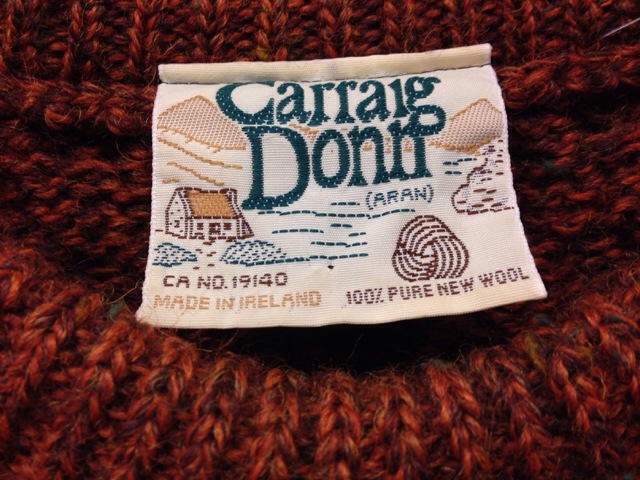 Carraig
Donn
(ARAN)
CA NO.19140
MADE IN IRELAND
100% PURE NEW WOOL